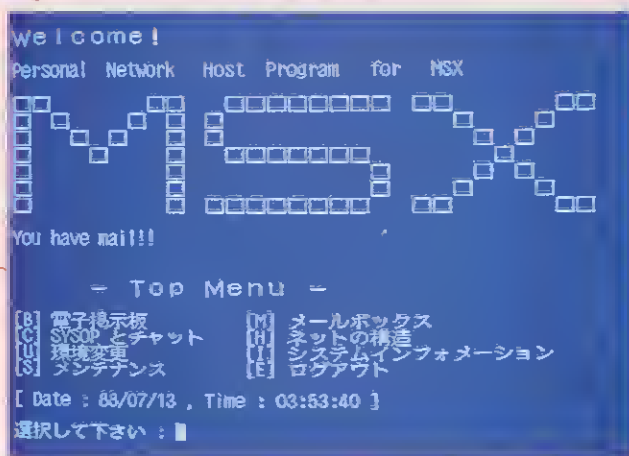 Welcome!
Personal Network Host Program for MSX
You have mail!!!
- Top Menu -
[B] 電子掲示板 [M] メールボックス
[C] SYSOP とチャット [H] ネットの構造
[U] 環境変更 [I] システムインフォメーション
[S] メンテナンス [E] ログアウト
[ Date : 88/07/13 , Time : 03:53:40 ]
選択して下さい :